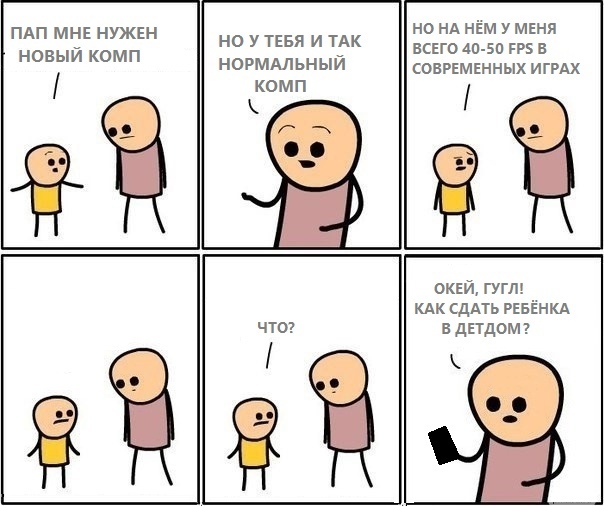 ПАП МНЕ НУЖЕН
НОВЫЙ КОМП
НО У ТЕБЯ И ТАК
НОРМАЛЬНЫЙ
КОМП
НО НА НЁМ У МЕНЯ
ВСЕГО 40-50 FPS В
СОВРЕМЕННЫХ ИГРАХ
ЧТО?
ОКЕЙ, ГУГЛ!
КАК СДАТЬ РЕБЁНКА
В ДЕТДОМ?